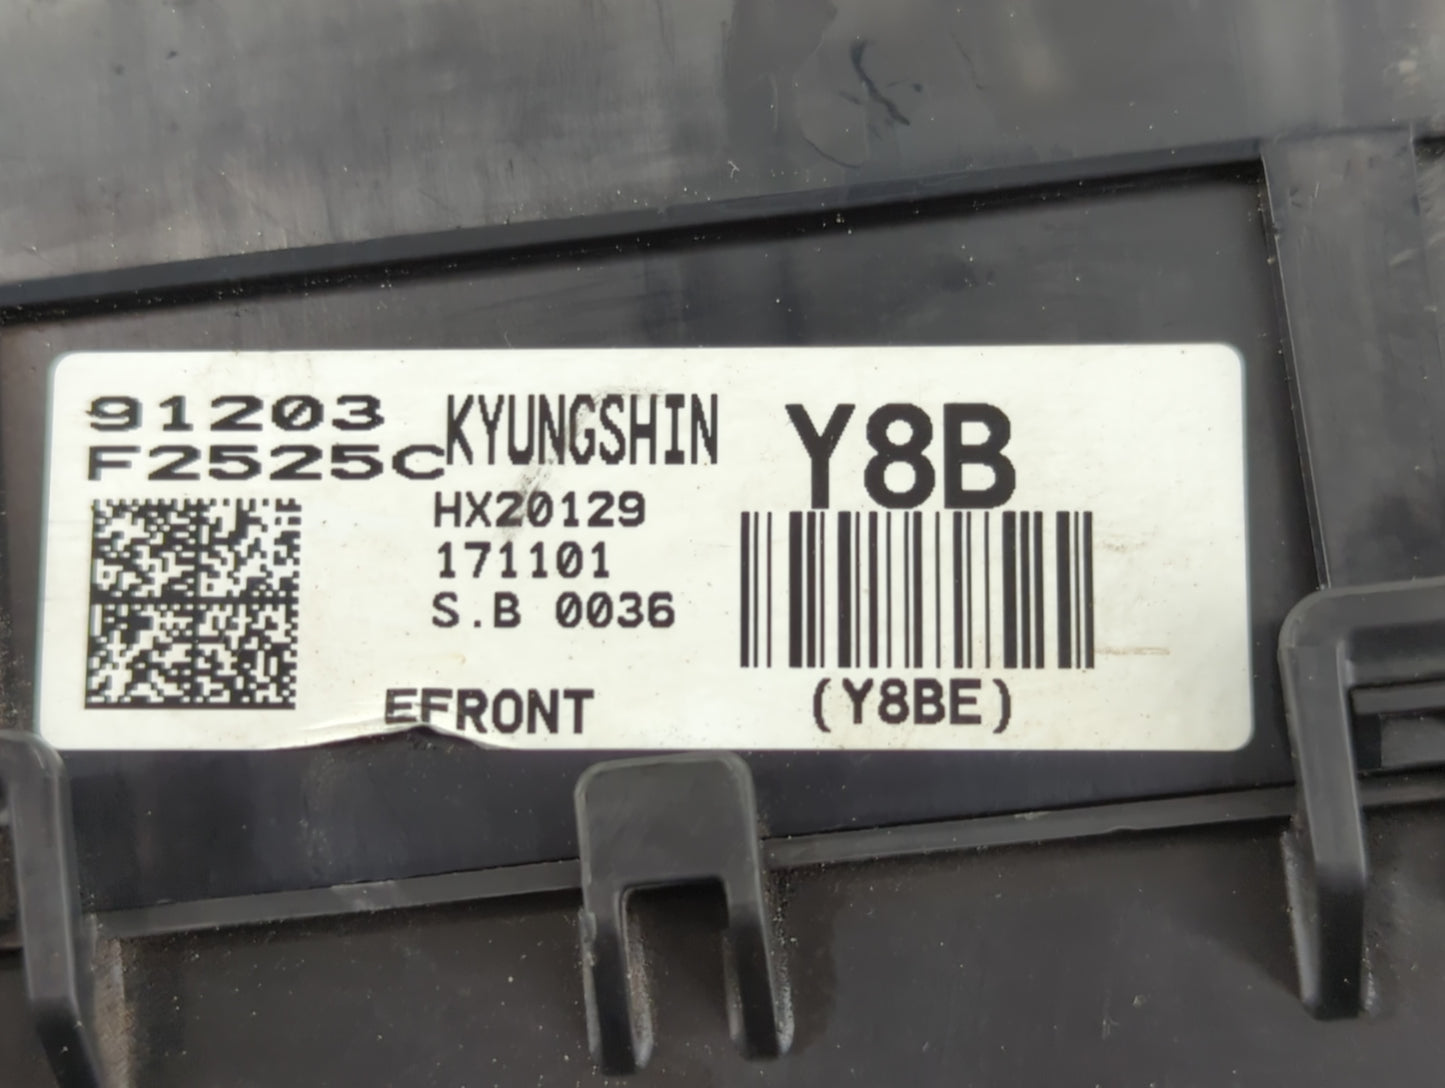 91203
F2525C
KYUNGSHIN
Y8B
HX20129
171101
S.B 0036
EFRONT
(Y8BE)